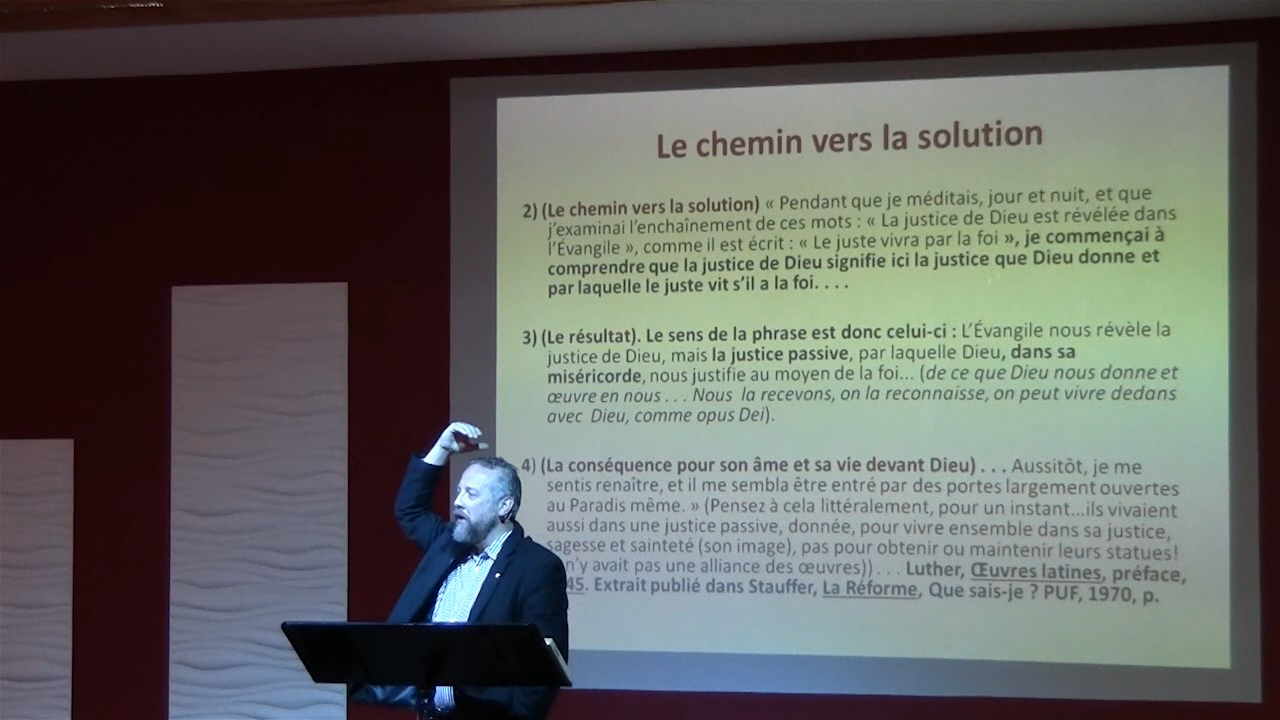 Le chemin vers la solution
2) (Le chemin vers la solution) « Pendant que je méditais, jour et nuit, et que
j'examinai l'enchaînement de ces mots : « La justice de Dieu est révélée dans
l'Évangile », comme il est écrit : « Le juste vivra par la foi », je commençai à
comprendre que la justice de Dieu signifie ici la justice que Dieu donne et
par laquelle le juste vit s'il a la foi. . . .
3) (Le résultat). Le sens de la phrase est donc celui-ci : L'Évangile nous révèle la
justice de Dieu, mais la justice passive, par laquelle Dieu, dans sa
miséricorde, nous justifie au moyen de la foi... (de ce que Dieu nous donne et
œuvre en nous . . . Nous la recevons, on la reconnaisse, on peut vivre dedans
avec Dieu, comme opus Dei).
4) (La conséquence pour son âme et sa vie devant Dieu) . . . Aussitôt, je me
sentis renaître, et il me sembla être entré par des portes largement ouvertes
au Paradis même. » (Pensez à cela littéralement, pour un instant...ils vivaient
aussi dans une justice passive, donnée, pour vivre ensemble dans sa justice,
sagesse et sainteté (son image), pas pour obtenir ou maintenir leurs statues!
n'y avait pas une alliance des œuvres)) . . . Luther, Œuvres latines, préface,
45. Extrait publié dans Stauffer, La Réforme, Que sais-je ? PUF, 1970, p.